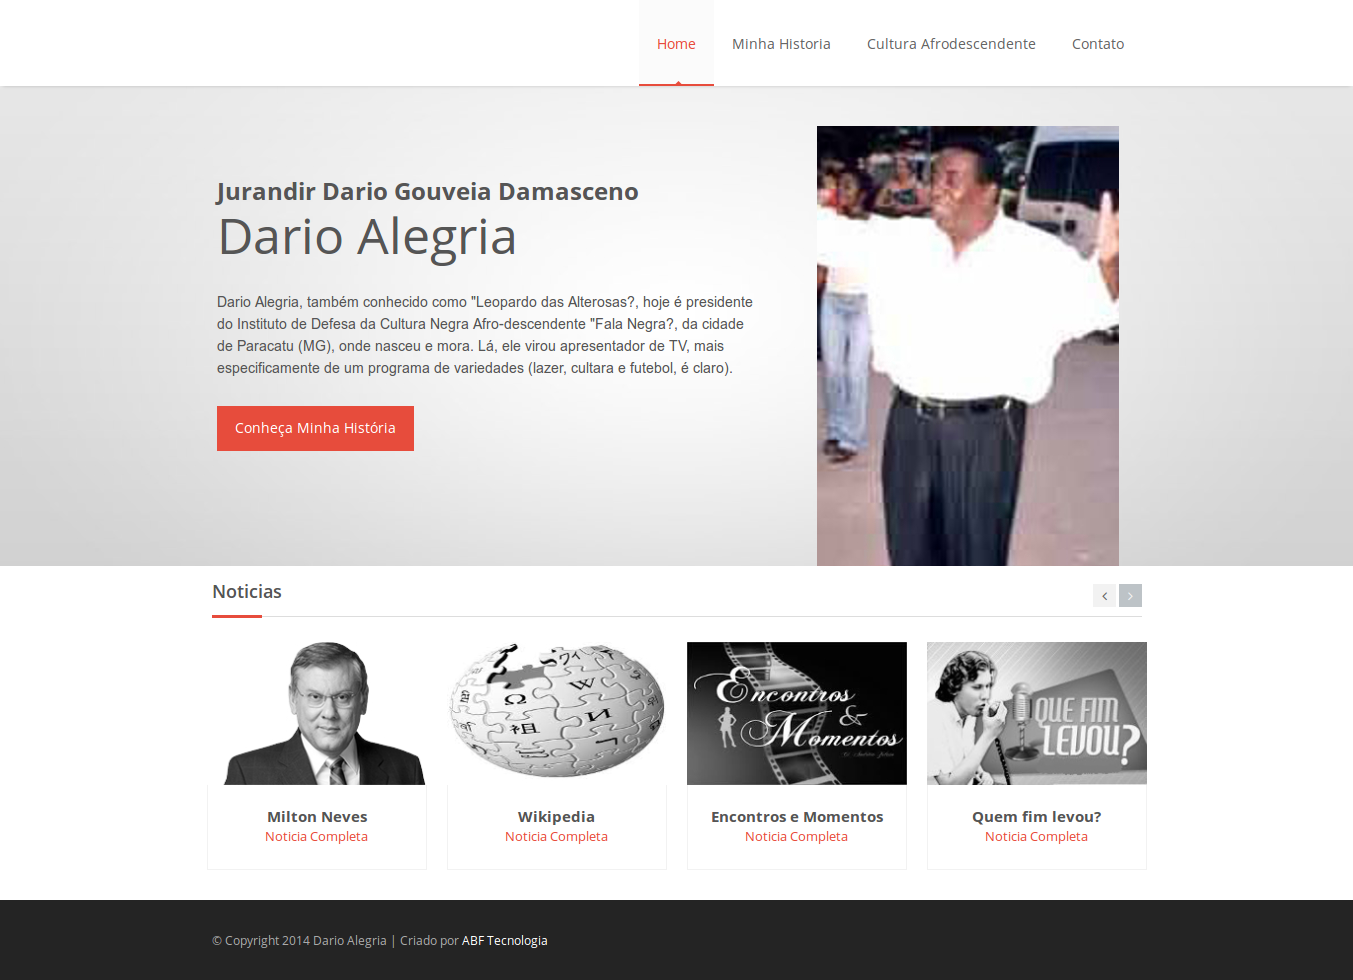 Home Minha Historia Cultura Afrodescendente Contato
Jurandir Dario Gouveia Damasceno
Dario Alegria
Dario Alegria, também conhecido como "Leopardo das Alterosas?, hoje é presidente
do Instituto de Defesa da Cultura Negra Afro-descendente "Fala Negra?, da cidade
de Paracatu (MG), onde nasceu e mora. Lá, ele virou apresentador de TV, mais
especificamente de um programa de variedades (lazer, cultara e futebol, é claro).
Conheça Minha História
Noticias
Encontros
&
Momentos
QUE FIM
LEVOU?
Milton Neves
Noticia Completa
Wikipedia
Noticia Completa
Encontros e Momentos
Noticia Completa
Quem fim levou?
Noticia Completa
© Copyright 2014 Dario Alegria | Criado por ABF Tecnologia